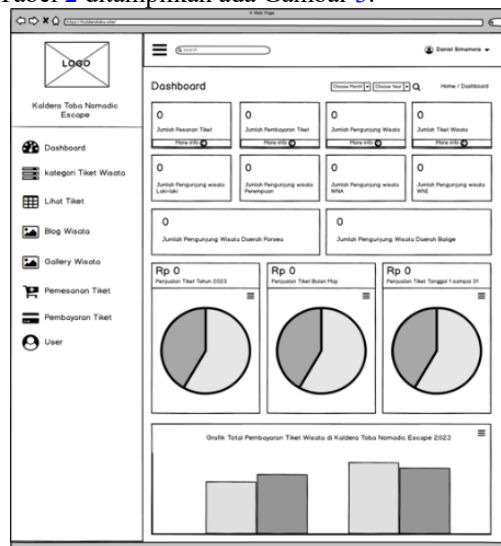 Tabel 2 ditampilkan ada Gambar 3.
A Web Page
https://kalderatoba.site/
LOGO
Kaldera Toba Nomadic
Escape
Dashboard
kategori Tiket Wisata
Lihat Tiket
Blog Wisata
Gallery Wisata
Pemesanan Tiket
Pembayaran Tiket
User
search
Daniel Simamora
Dashboard
Choose Month
Choose Year
Home / Dashboard
0
Jumlah Pesanan Tiket
More info
0
Jumlah Pembayaran Tiket
More info
0
Jumlah Pengunjung Wisata
More info
0
Jumlah Tiket Wisata
More info
0
Jumlah Pengunjung wisata
Laki-laki
0
Jumlah Pengunjung wisata
Perempuan
0
Jumlah Pengunjung wisata
WNA
0
Jumlah Pengunjung wisata
WNI
0
Jumlah Pengunjung Wisata Daerah Porsea
0
Jumlah Pengunjung Wisata Daerah Balige
Rp 0
Penjualan Tiket Tahun 2023
Rp 0
Penjualan Tiket Bulan May
Rp 0
Penjualan Tiket Tanggal 1 sampai 31
Grafik Total Pembayaran Tiket Wisata di Kaldera Toba Nomadic Escape 2023